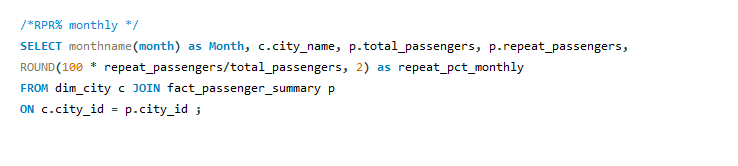 /*RPR% monthly */
SELECT monthname(month) as Month, c.city_name, p.total_passengers, p.repeat_passengers,
ROUND(100 * repeat_passengers/total_passengers, 2) as repeat_pct_monthly
FROM dim_city c JOIN fact_passenger_summary p
ON c.city_id = p.city_id ;